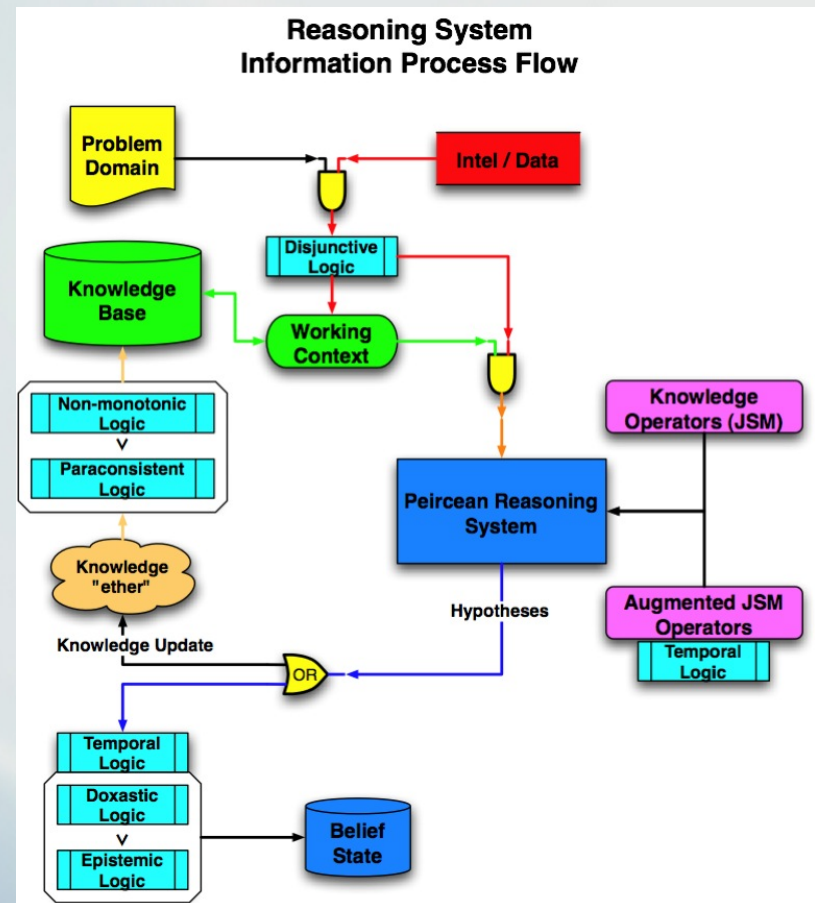 Reasoning System
Information Process Flow
Problem
Domain
Intel / Data
Disjunctive
Logic
Knowledge
Base
Working
Context
Non-monotonic
Logic
v
Paraconsistent
Logic
Knowledge
Operators (JSM)
Peircean Reasoning
System
Knowledge
"ether"
Hypotheses
Augmented JSM
Operators
Temporal
Logic
Knowledge Update
OR
Temporal
Logic
Doxastic
Logic
v
Epistemic
Logic
Belief
State